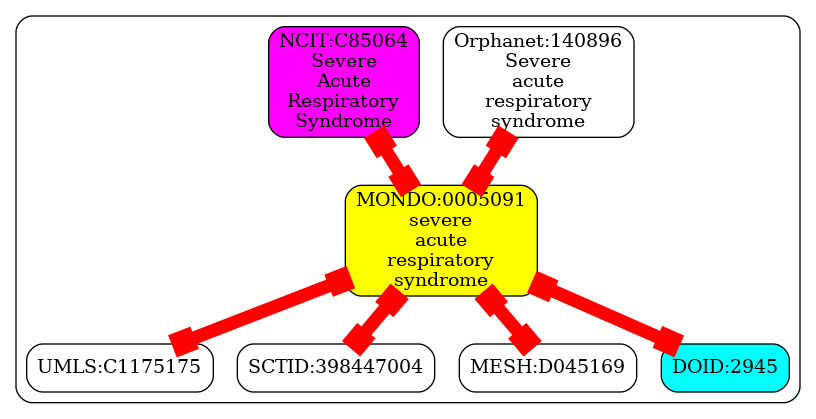 NCIT:C85064
Severe
Acute
Respiratory
Syndrome
Orphanet:140896
Severe
acute
respiratory
syndrome
MONDO:0005091
severe
acute
respiratory
syndrome
UMLS:C1175175
SCTID:398447004
MESH:D045169
DOID:2945